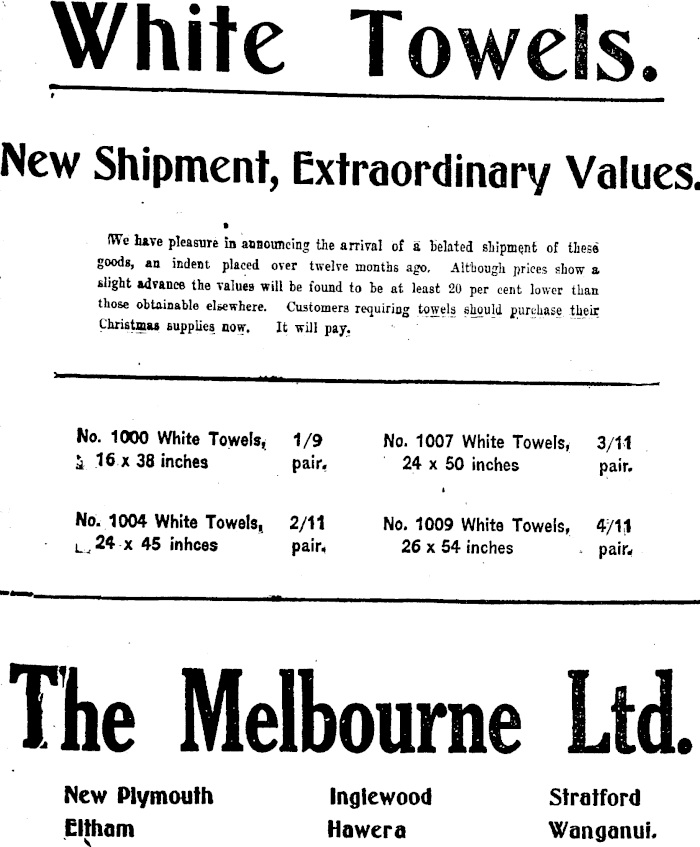 White Towels.
New Shipment, Extraordinary Values.
We have pleasure in announcing the arrival of a belated shipment of these
goods, an indent placed over twelve months ago. Although prices show a
slight advance the values will be found to be at least 20 per cent lower than
those obtainable elsewhere. Customers requiring towels should purchase their
Christmas supplies now. It will pay.
No. 1000 White Towels, 1/9
16 x 38 inches pair.
No. 1007 White Towels, 3/11
24 x 50 inches pair.
No. 1004 White Towels, 2/11
24 x 45 inhces pair.
No. 1009 White Towels, 4/11
26 x 54 inches pair.
The Melbourne Ltd.
New Plymouth Inglewood Stratford
Eltham Hawera Wanganui.